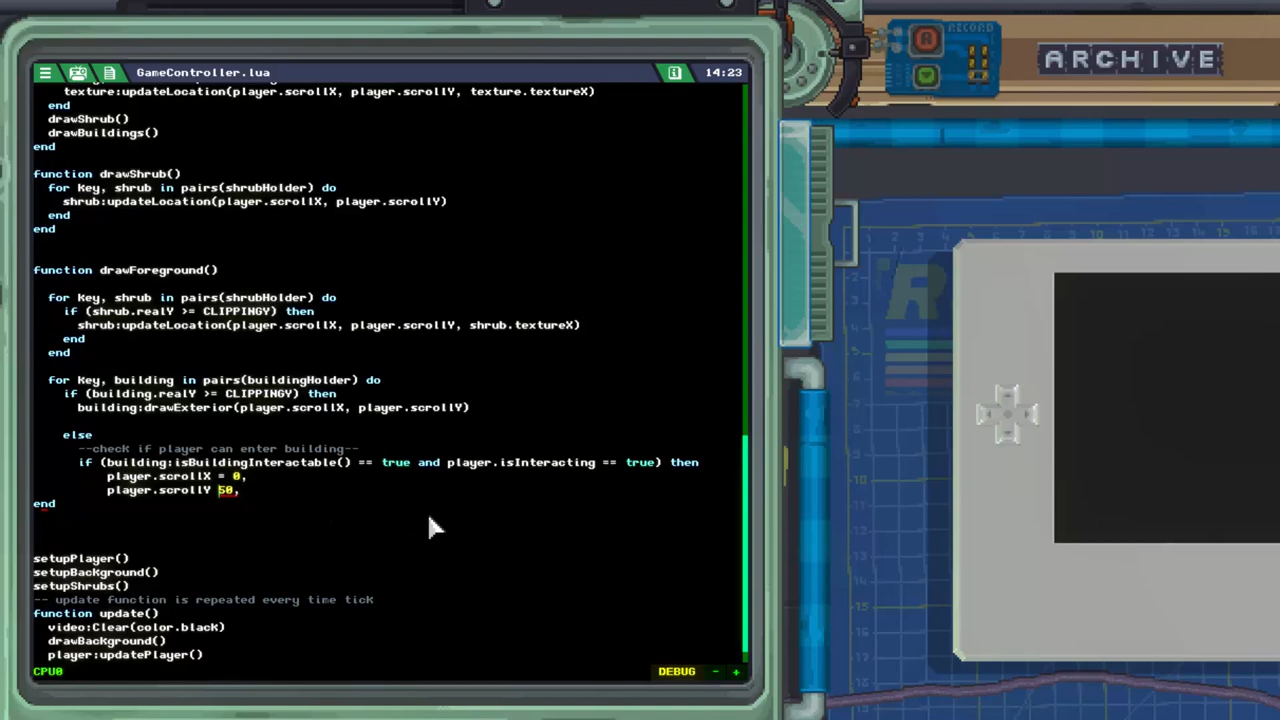 ARCHIVE
RECORD
R
GameController.lua
14:23
texture:updateLocation(player.scrollX, player.scrollY, texture.textureX)
end
drawShrub()
drawBuildings()
end
function drawShrub()
for Key, shrub in pairs(shrubHolder) do
shrub:updateLocation(player.scrollX, player.scrollY)
end
end
function drawForeground()
for Key, shrub in pairs(shrubHolder) do
if (shrub.realY >= CLIPPINGY) then
shrub:updateLocation(player.scrollX, player.scrollY, shrub.textureX)
end
end
for Key, building in pairs(buildingHolder) do
if (building.realY >= CLIPPINGY) then
building:drawExterior(player.scrollX, player.scrollY)
else
--check if player can enter building--
if (building:isBuildingInteractable() == true and player.isInteracting == true) then
player.scrollX = 0,
player.scrollY 50,
end
setupPlayer()
setupBackground()
setupShrubs()
-- update function is repeated every time tick
function update()
video:Clear(color.black)
drawBackground()
player:updatePlayer()
CPU0
DEBUG - +